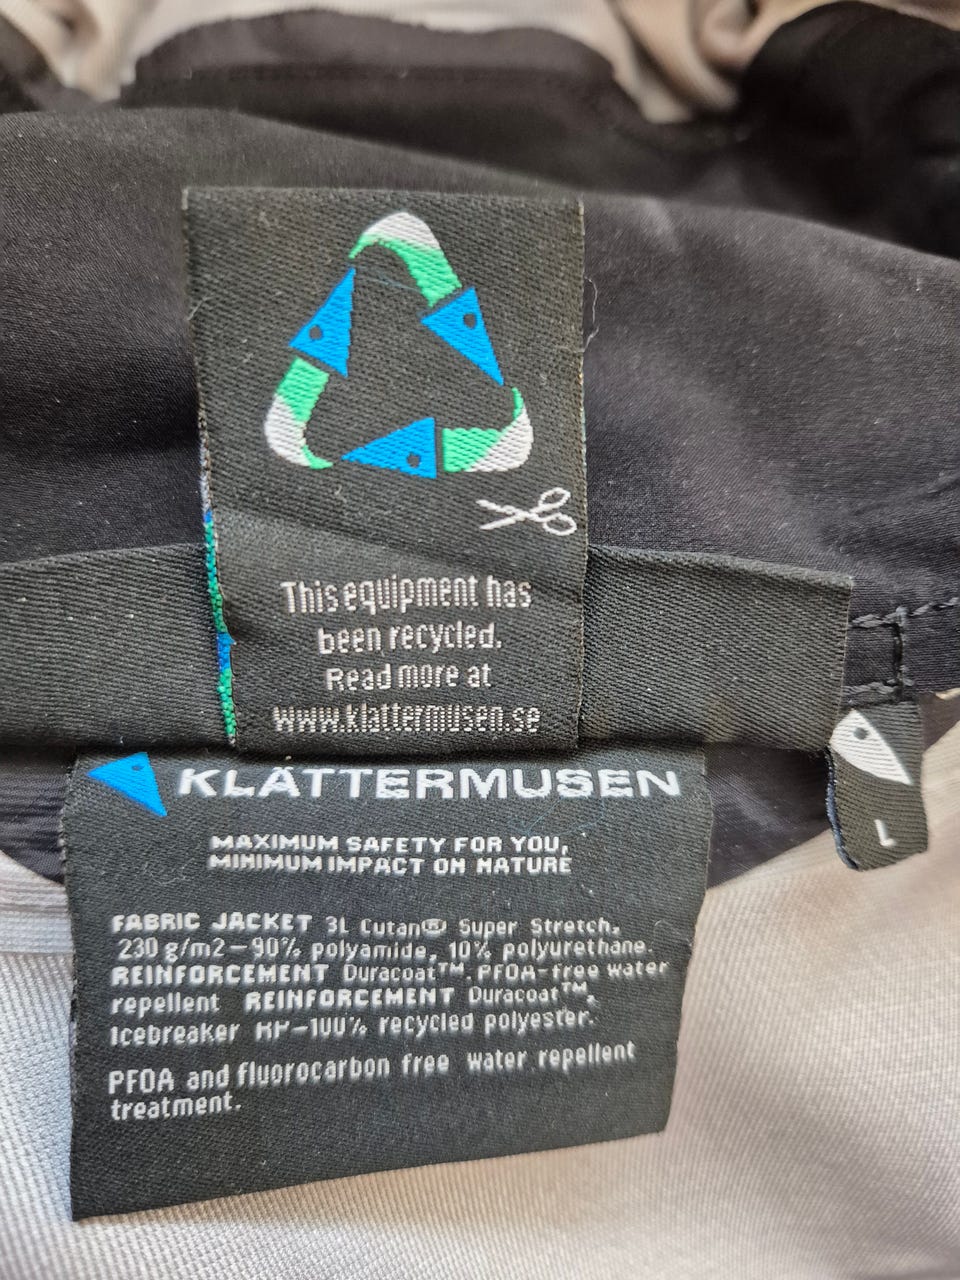 This equipment has
been recycled.
Read more at
www.klattermusen.se
KLÄTTERMUSEN
MAXIMUM SAFETY FOR YOU,
MINIMUM IMPACT ON NATURE
FABRIC JACKET 3L Cutan® Super Stretch,
230 g/m2-90% polyamide, 10% polyurethane.
REINFORCEMENT Duracoat™. PFOA-free water
repellent REINFORCEMENT Duracoat™,
Icebreaker RP-100% recycled polyester.
PFOA and fluorocarbon free water repellent
treatment.
L